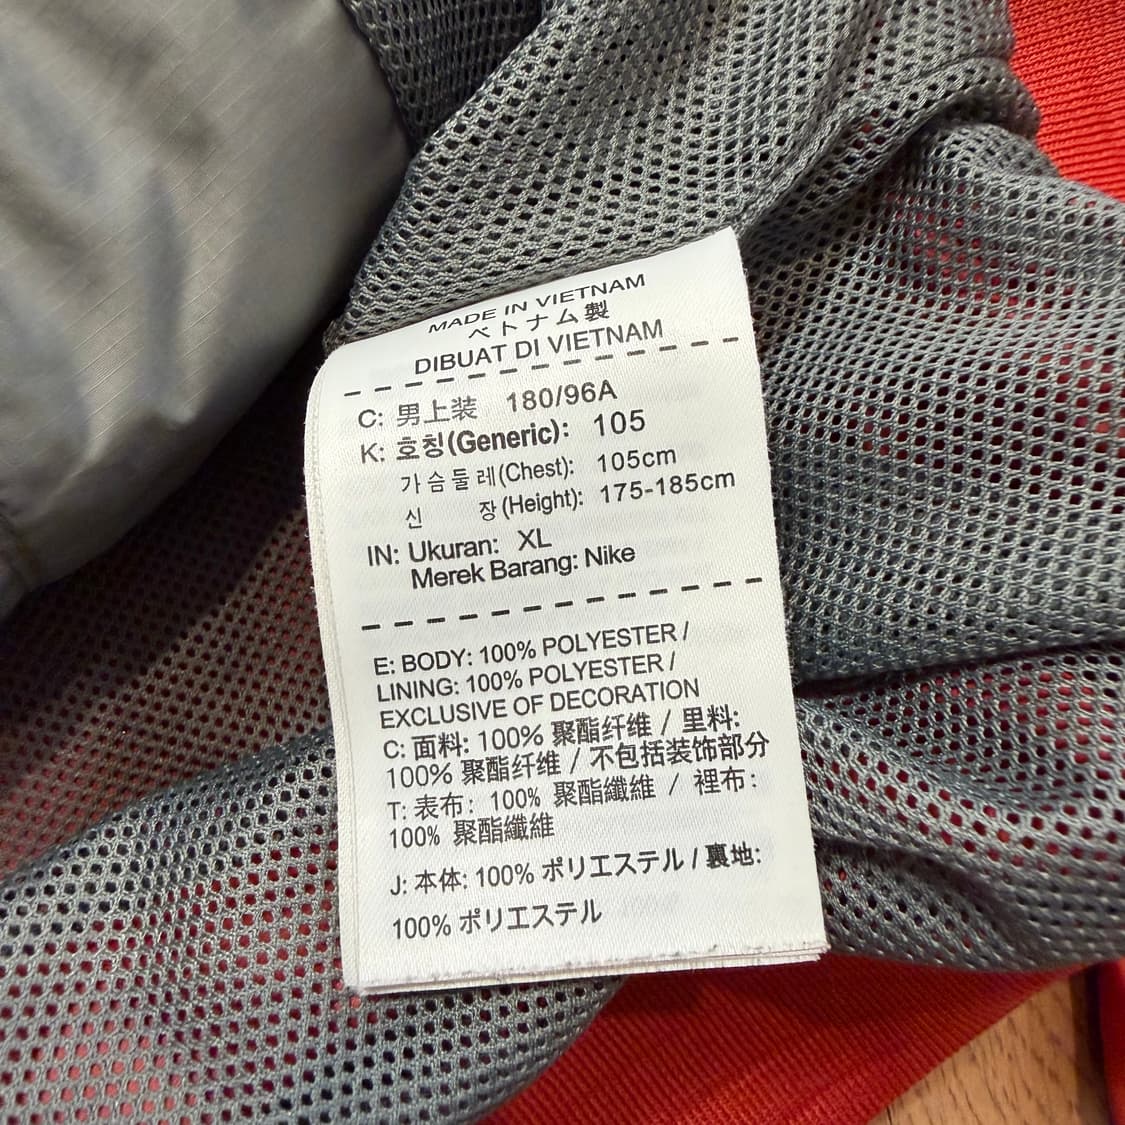 MADE IN VIETNAM
ベトナム製
DIBUAT DI VIETNAM
C: 男上装 180/96A
K: 호칭(Generic): 105
가슴둘레(Chest): 105cm
신 장(Height): 175-185cm
IN: Ukuran: XL
Merek Barang: Nike
E: BODY: 100% POLYESTER /
LINING: 100% POLYESTER /
EXCLUSIVE OF DECORATION
C: 面料: 100% 聚酯纤维 / 里料:
100% 聚酯纤维 / 不包括装饰部分
T: 表布: 100% 聚酯纖維 / 裡布:
100% 聚酯纖維
J: 本体: 100% ポリエステル / 裏地:
100% ポリエステル